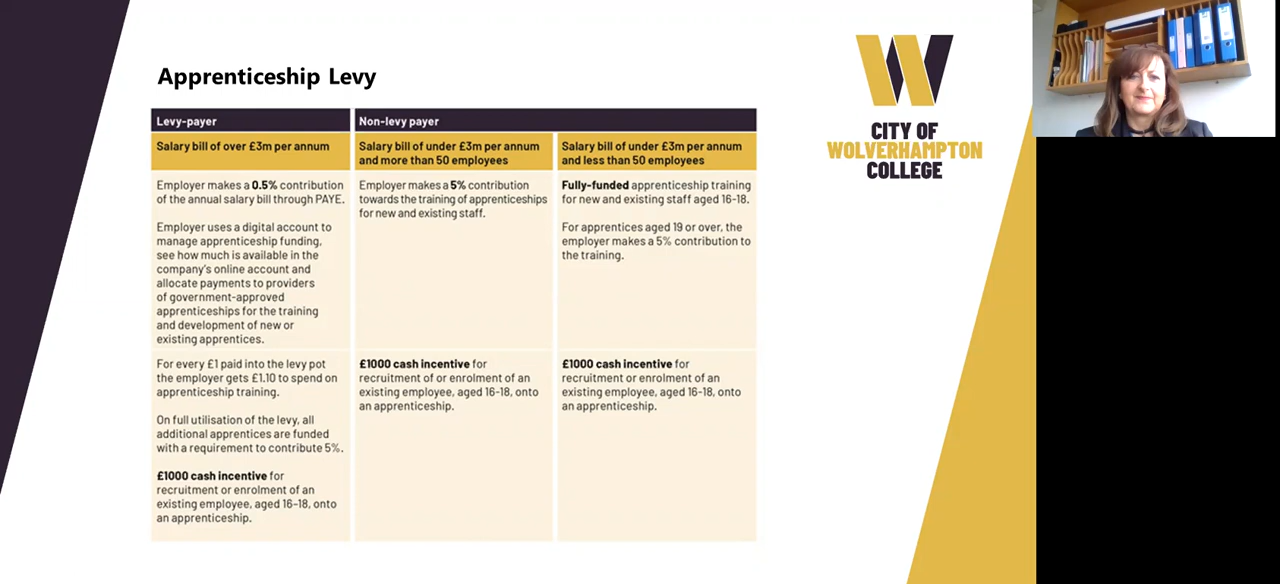 Apprenticeship Levy
Levy-payer
Non-levy payer
Salary bill of over £3m per annum
Salary bill of under £3m per annum
and more than 50 employees
Salary bill of under £3m per annum
and less than 50 employees
Employer makes a 0.5% contribution
of the annual salary bill through PAYE.
Employer uses a digital account to
manage apprenticeship funding,
see how much is available in the
company's online account and
allocate payments to providers
of government-approved
apprenticeships for the training
and development of new or
existing apprentices.
Employer makes a 5% contribution
towards the training of apprenticeships
for new and existing staff.
Fully-funded apprenticeship training
for new and existing staff aged 16-18.
For apprentices aged 19 or over, the
employer makes a 5% contribution to
the training.
For every £1 paid into the levy pot
the employer gets £1.10 to spend on
apprenticeship training.
On full utilisation of the levy, all
additional apprentices are funded
with a requirement to contribute 5%.
£1000 cash incentive for
recruitment or enrolment of an
existing employee, aged 16-18, onto
an apprenticeship.
£1000 cash incentive for
recruitment of or enrolment of an
existing employee, aged 16-18, onto
an apprenticeship.
£1000 cash incentive for
recruitment or enrolment of an
existing employee, aged 16-18, onto
an apprenticeship.
CITY OF
WOLVERHAMPTON
COLLEGE